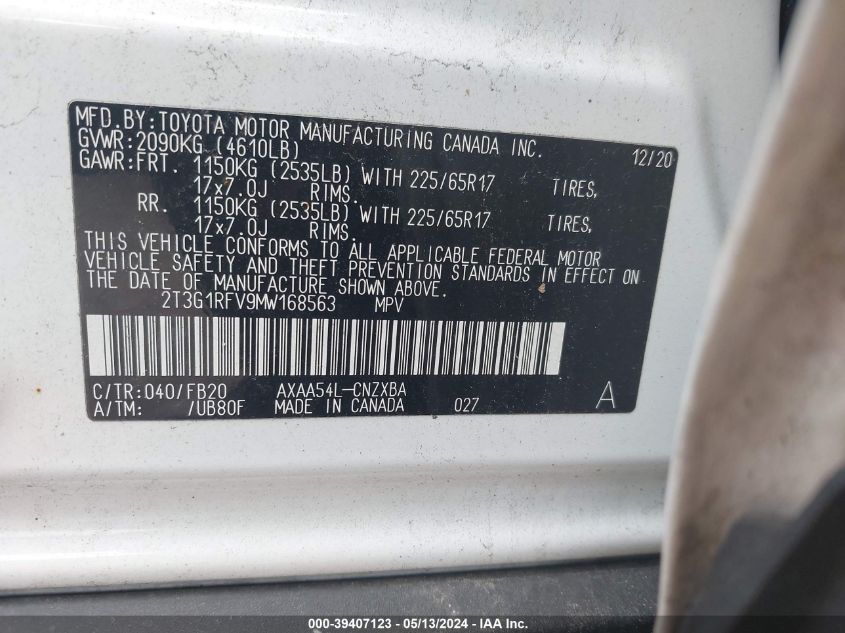 MFD.BY:TOYOTA MOTOR MANUFACTURING CANADA INC. 12/20
GVWR:2090KG (4610LB)
GAWR:FRT. 1150KG (2535LB) WITH 225/65R17 TIRES,
17x7.0J RIMS.
RR. 1150KG (2535LB) WITH 225/65R17 TIRES,
17x7.0J RIMS.
THIS VEHICLE CONFORMS TO ALL APPLICABLE FEDERAL MOTOR
VEHICLE SAFETY AND THEFT PREVENTION STANDARDS IN EFFECT ON
THE DATE OF MANUFACTURE SHOWN ABOVE.
2T3G1RFV9MW168563 MPV
C/TR:040/FB20 AXAA54L-CNZXBA
A/TM: /UB80F MADE IN CANADA 027 A
000-39407123 - 05/13/2024 - IAA Inc.